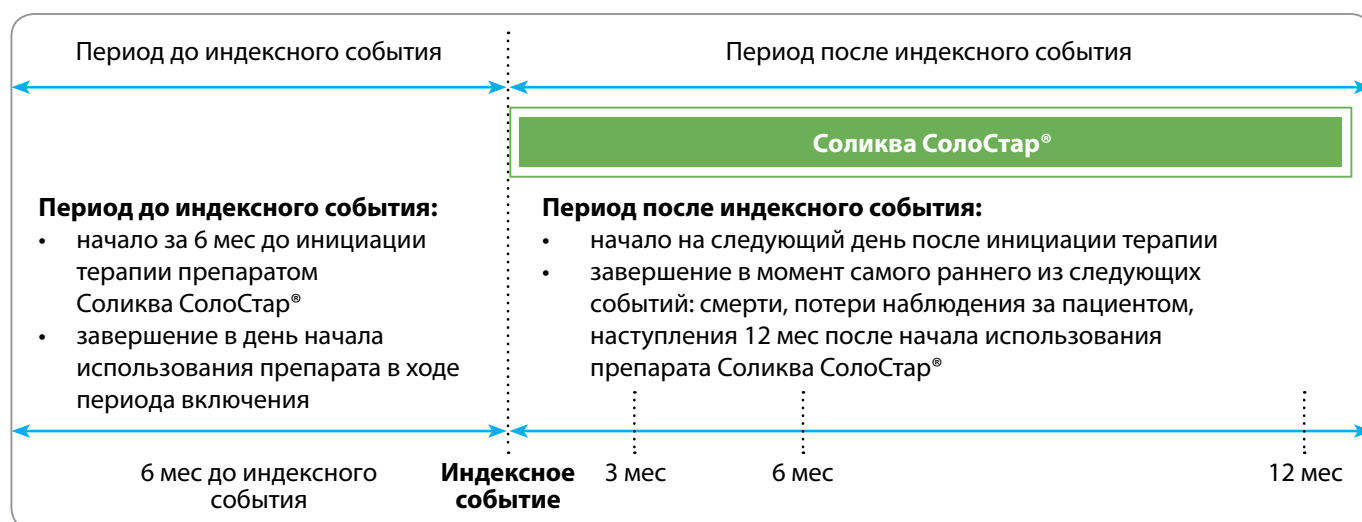 Период до индексного события
Период после индексного события
Соликва СолоСтар®
Период до индексного события:
• начало за 6 мес до инициации
терапии препаратом
Соликва СолоСтар®
• завершение в день начала
использования препарата в ходе
периода включения
Период после индексного события:
• начало на следующий день после инициации терапии
• завершение в момент самого раннего из следующих
событий: смерти, потери наблюдения за пациентом,
наступления 12 мес после начала использования
препарата Соликва СолоСтар®
6 мес до индексного
события
Индексное
событие
3 мес
6 мес
12 мес